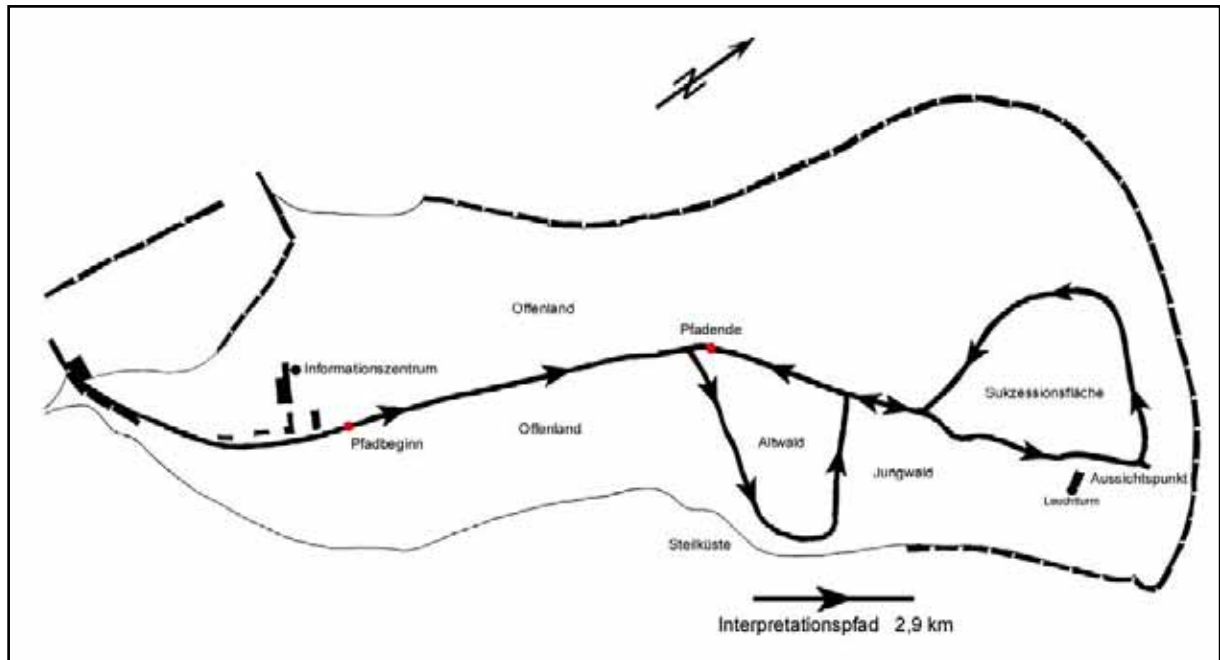 Offenland
Pfadende
Informationszentrum
Sukzessionsfläche
Offenland
Pfadbeginn
Altwald
Jungwald
Aussichtspunkt
Leuchtturm
Steilküste
Interpretationspfad 2,9 km